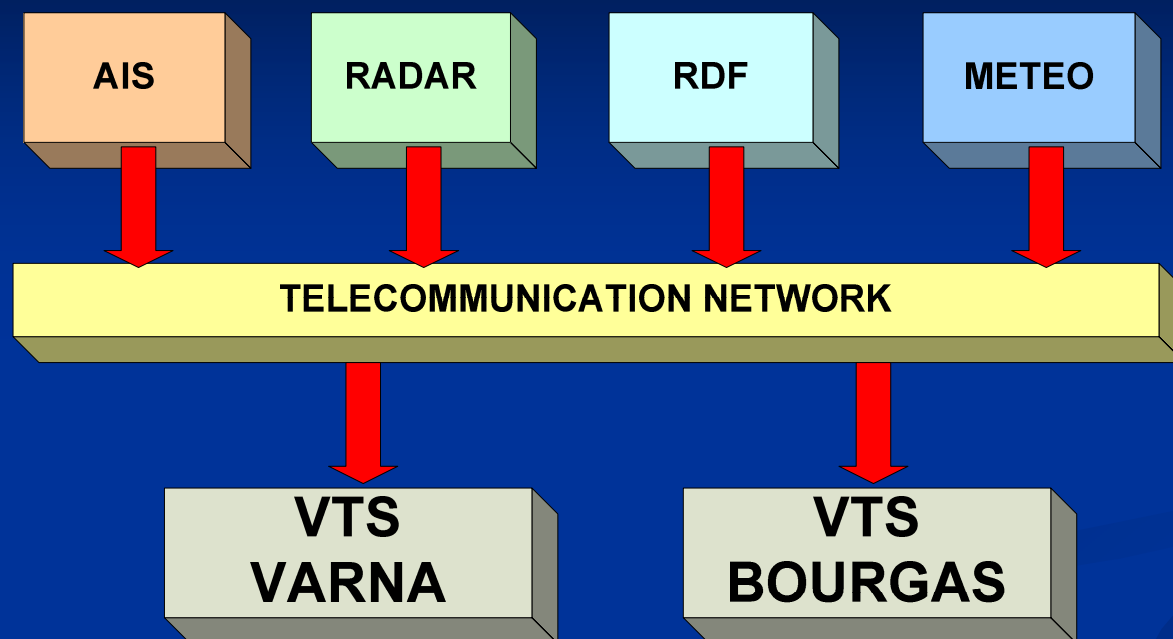 AIS
RADAR
RDF
METEO
TELECOMMUNICATION NETWORK
VTS
VARNA
VTS
BOURGAS